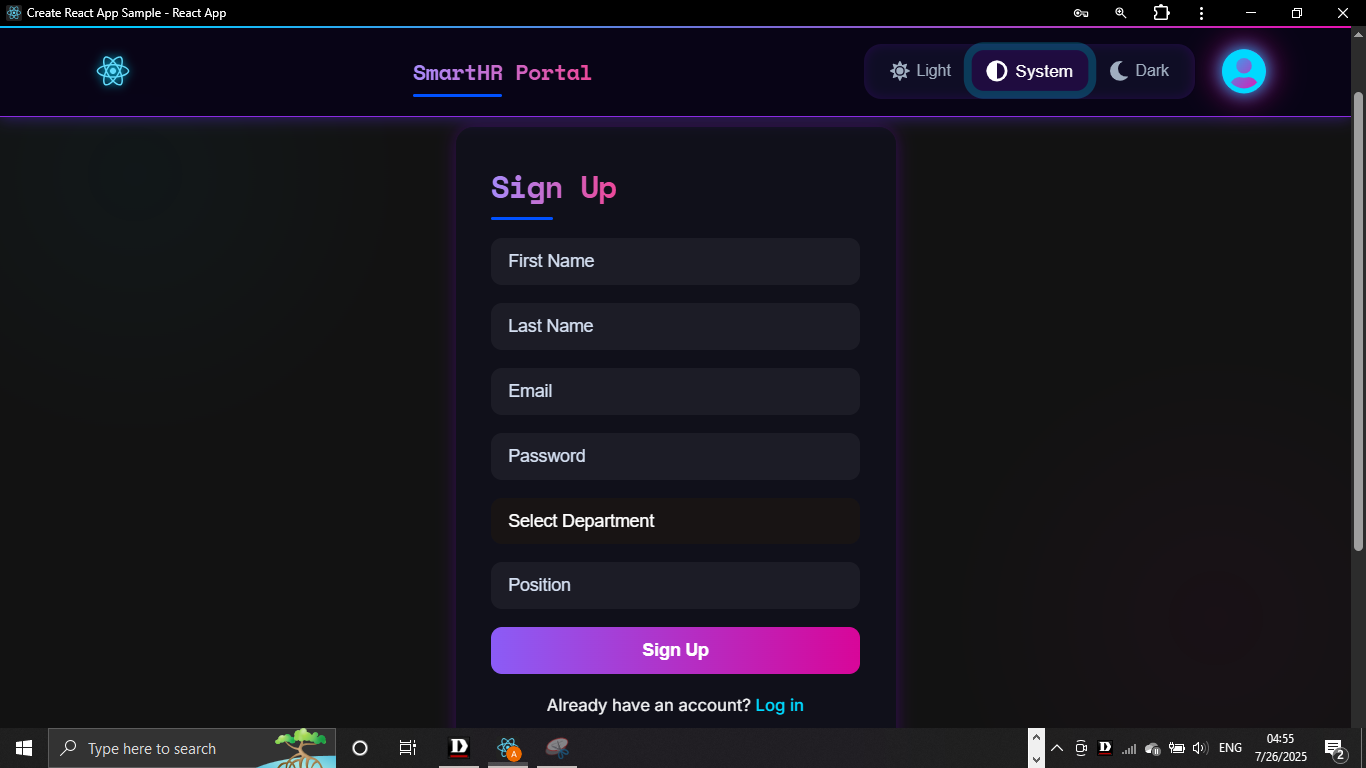 Create React App Sample - React App
SmartHR Portal
Light
System
Dark
Sign Up
First Name
Last Name
Email
Password
Select Department
Position
Sign Up
Already have an account? Log in
Type here to search
D
A
D
ENG
04:55
7/26/2025
2